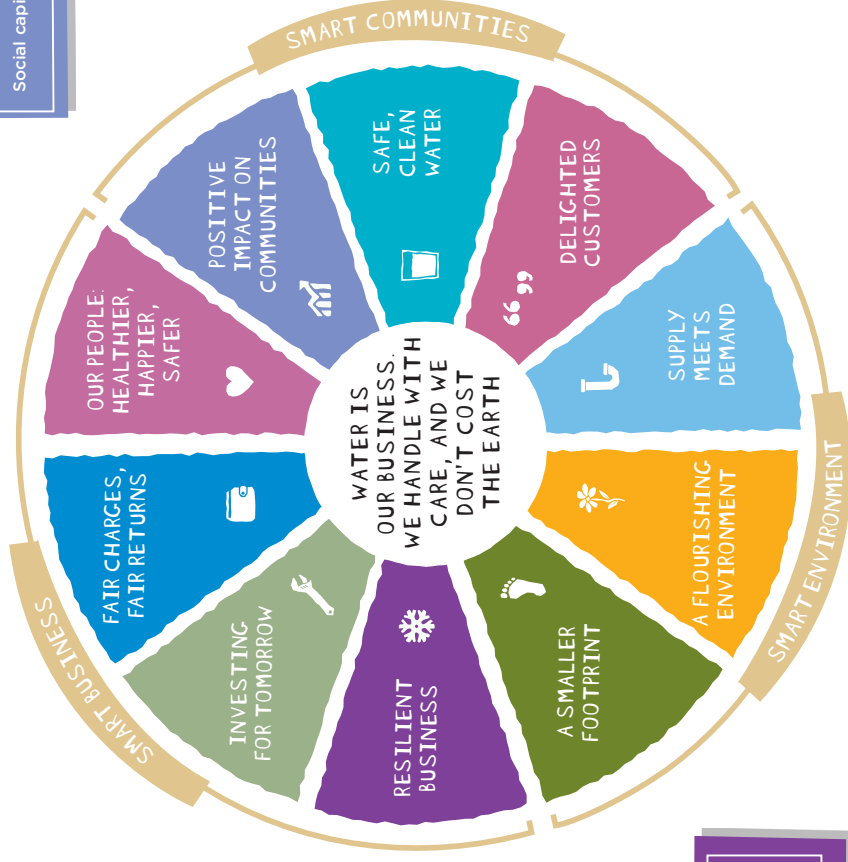 Social capi
SMART COMMUNITIES
POSITIVE
IMPACT ON
COMMUNITIES
SAFE,
CLEAN
WATER
DELIGHTED
CUSTOMERS
SUPPLY
MEETS
DEMAND
A FLOURISHING
ENVIRONMENT
SMART ENVIRONMENT
A SMALLER
FOOTPRINT
RESILIENT
BUSINESS
INVESTING
FOR TOMORROW
SMART BUSINESS
FAIR CHARGES,
FAIR RETURNS
OUR PEOPLE:
HEALTHIER,
HAPPIER,
SAFER
WATER IS
OUR BUSINESS.
WE HANDLE WITH
CARE, AND WE
DON'T COST
THE EARTH